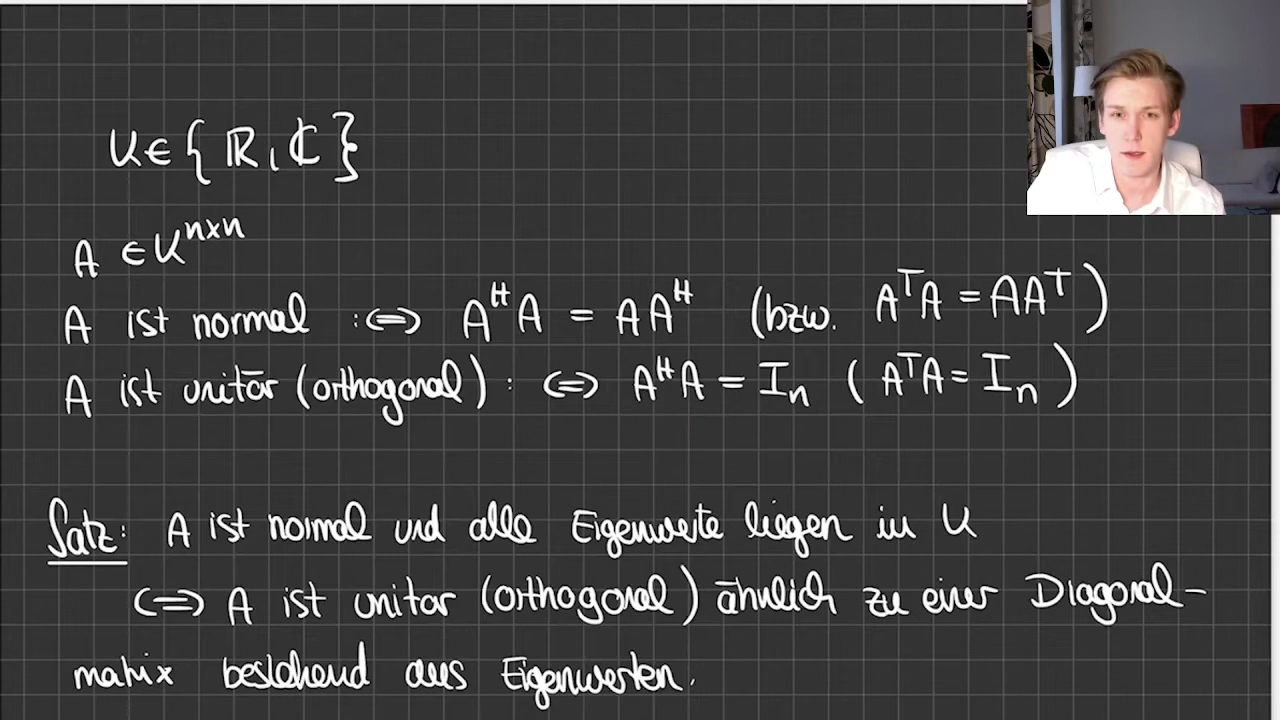 K ∈ { ℝ, ℂ }
A ∈ K^{n×n}
A ist normal :⇔ A^H A = A A^H (bzw. A^T A = A A^T)
A ist unitär (orthogonal) : ⇔ A^H A = I_n (A^T A = I_n)
Satz: A ist normal und alle Eigenwerte liegen in K
⇔ A ist unitär (orthogonal) ähnlich zu einer Diagonal-
matrix bestehend aus Eigenwerten.